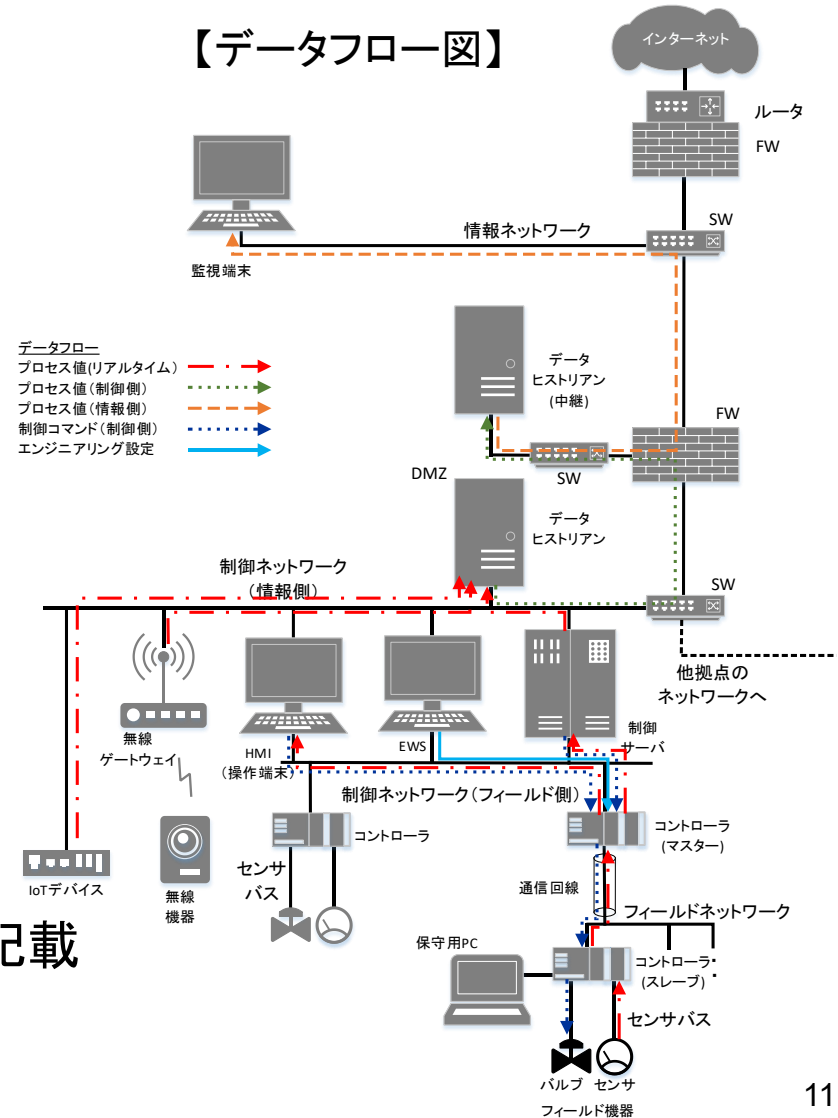 【データフロー図】
インターネット
ルータ
FW
SW
情報ネットワーク
監視端末
データフロー
プロセス値(リアルタイム)
プロセス値(制御側)
プロセス値(情報側)
制御コマンド(制御側)
エンジニアリング設定
データ
ヒストリアン
(中継)
FW
SW
DMZ
データ
ヒストリアン
制御ネットワーク
(情報側)
SW
他拠点の
ネットワークへ
無線
ゲートウェイ
HMI
(操作端末)
EWS
制御
サーバ
制御ネットワーク(フィールド側)
コントローラ
コントローラ
(マスター)
センサ
バス
IoTデバイス
無線
機器
通信回線
フィールドネットワーク
記載
保守用PC
コントローラ
(スレーブ)
センサバス
バルブ センサ
フィールド機器
11